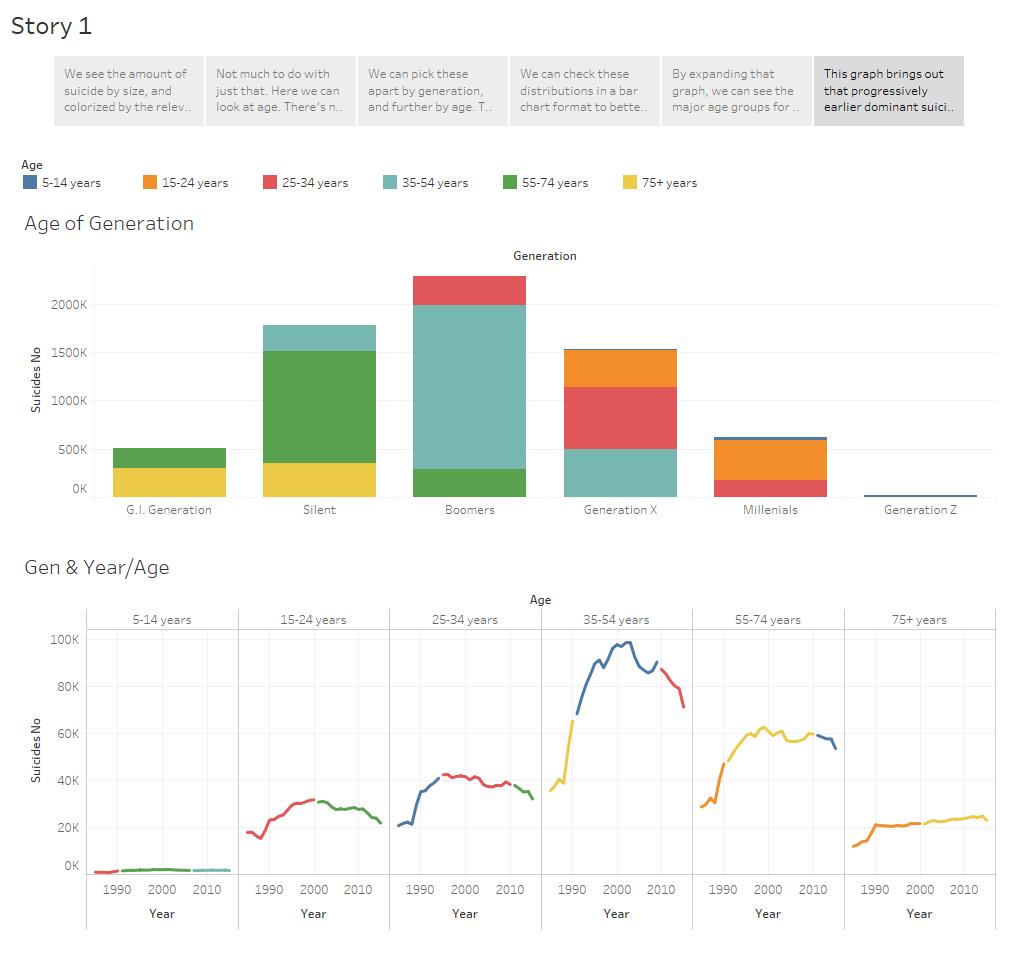 Story 1
We see the amount of
suicide by size, and
colorized by the relev..
Not much to do with
just that. Here we can
look at age. There's n..
We can pick these
apart by generation,
and further by age. T..
We can check these
distributions in a bar
chart format to bette..
By expanding that
graph, we can see the
major age groups for ..
This graph brings out
that progressively
earlier dominant suici..
Age
5-14 years
15-24 years
25-34 years
35-54 years
55-74 years
75+ years
Age of Generation
Generation
2000K
1500K
1000K
500K
0K
Suicides No
G.I. Generation
Silent
Boomers
Generation X
Millenials
Generation Z
Gen & Year/Age
Age
5-14 years
15-24 years
25-34 years
35-54 years
55-74 years
75+ years
100K
80K
60K
40K
20K
0K
Suicides No
1990 2000 2010
1990 2000 2010
1990 2000 2010
1990 2000 2010
1990 2000 2010
1990 2000 2010
Year
Year
Year
Year
Year
Year